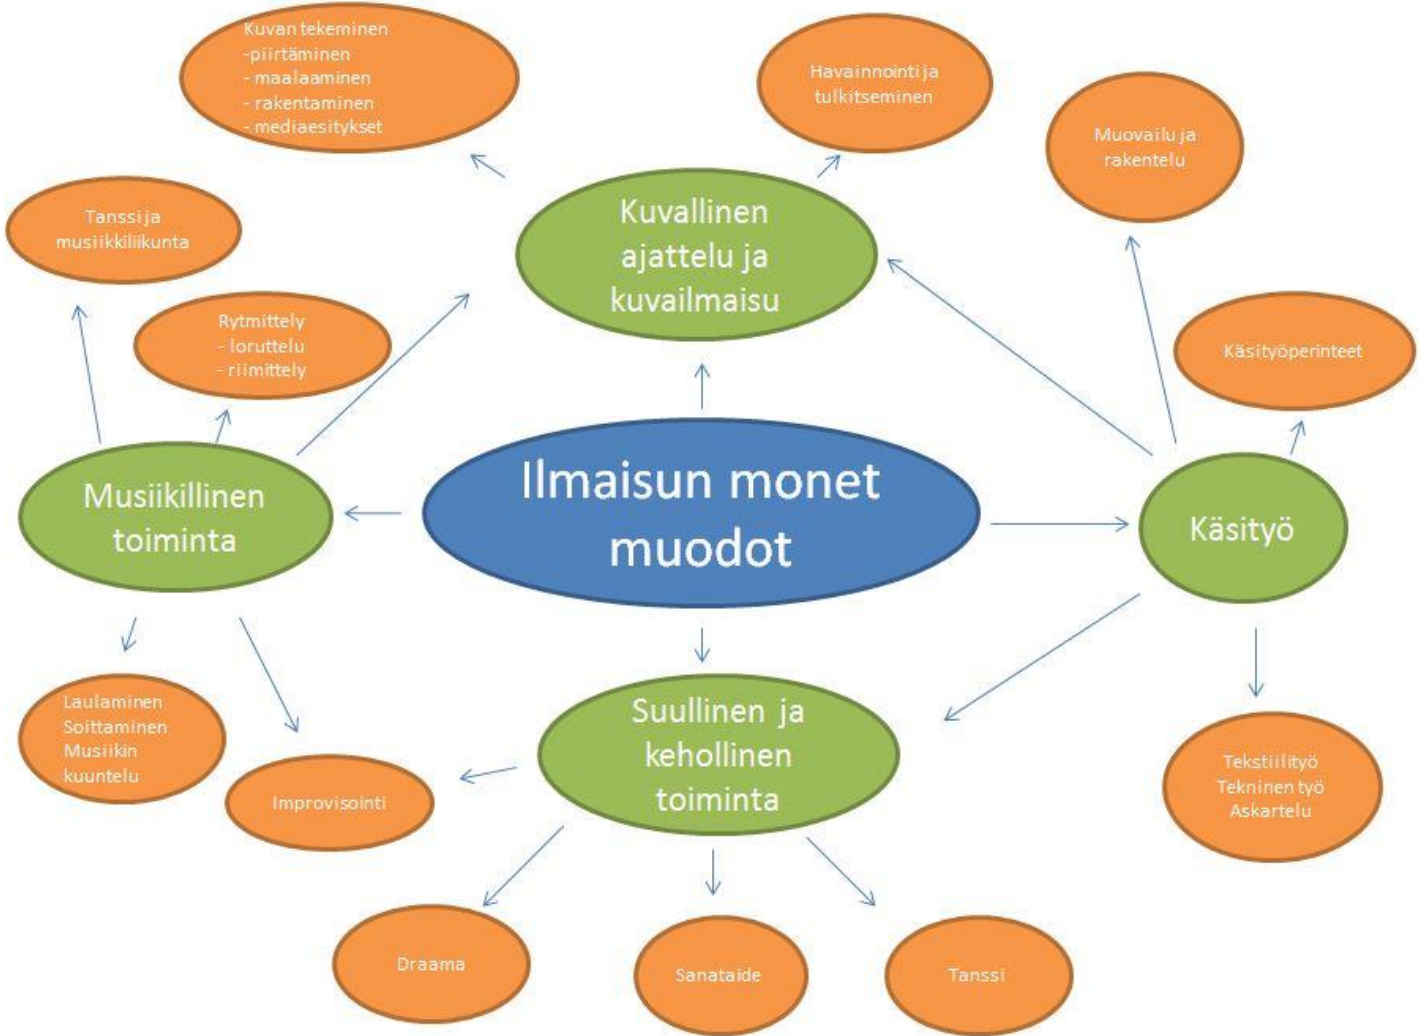 Kuvan tekeminen
-piirtäminen
- maalaaminen
- rakentaminen
- mediaesitykset
Havainnointi ja
tulkitseminen
Muovailu ja
rakentelu
Tanssi ja
musiikkiliikunta
Kuvallinen
ajattelu ja
kuvailmaisu
Rytmittely
- loruttelu
- riimittely
Käsityöperinteet
Musiikillinen
toiminta
Ilmaisun monet
muodot
Käsityö
Laulaminen
Soittaminen
Musiikin
kuuntelu
Improvisointi
Suullinen ja
kehollinen
toiminta
Tekstiilityö
Tekninen työ
Askartelu
Draama
Sanataide
Tanssi